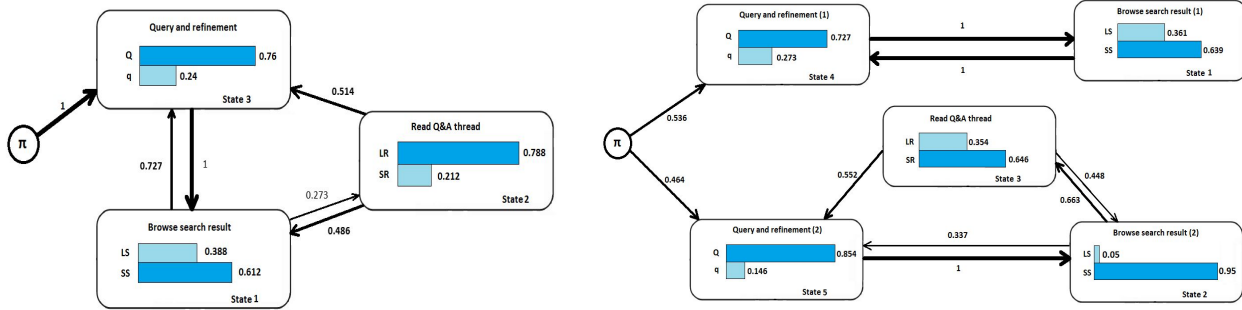 Query and refinement
Q 0.76
q 0.24
State 3
1
π
0.514
0.727
1
Read Q&A thread
LR 0.788
SR 0.212
State 2
0.273
0.486
Browse search result
LS 0.388
SS 0.612
State 1
Query and refinement (1)
Q 0.727
q 0.273
State 4
1
1
Browse search result (1)
LS 0.361
SS 0.639
State 1
0.536
π
0.464
Read Q&A thread
LR 0.354
SR 0.646
State 3
0.552
0.448
0.663
Query and refinement (2)
Q 0.854
q 0.146
State 5
0.337
1
Browse search result (2)
LS 0.05
SS 0.95
State 2